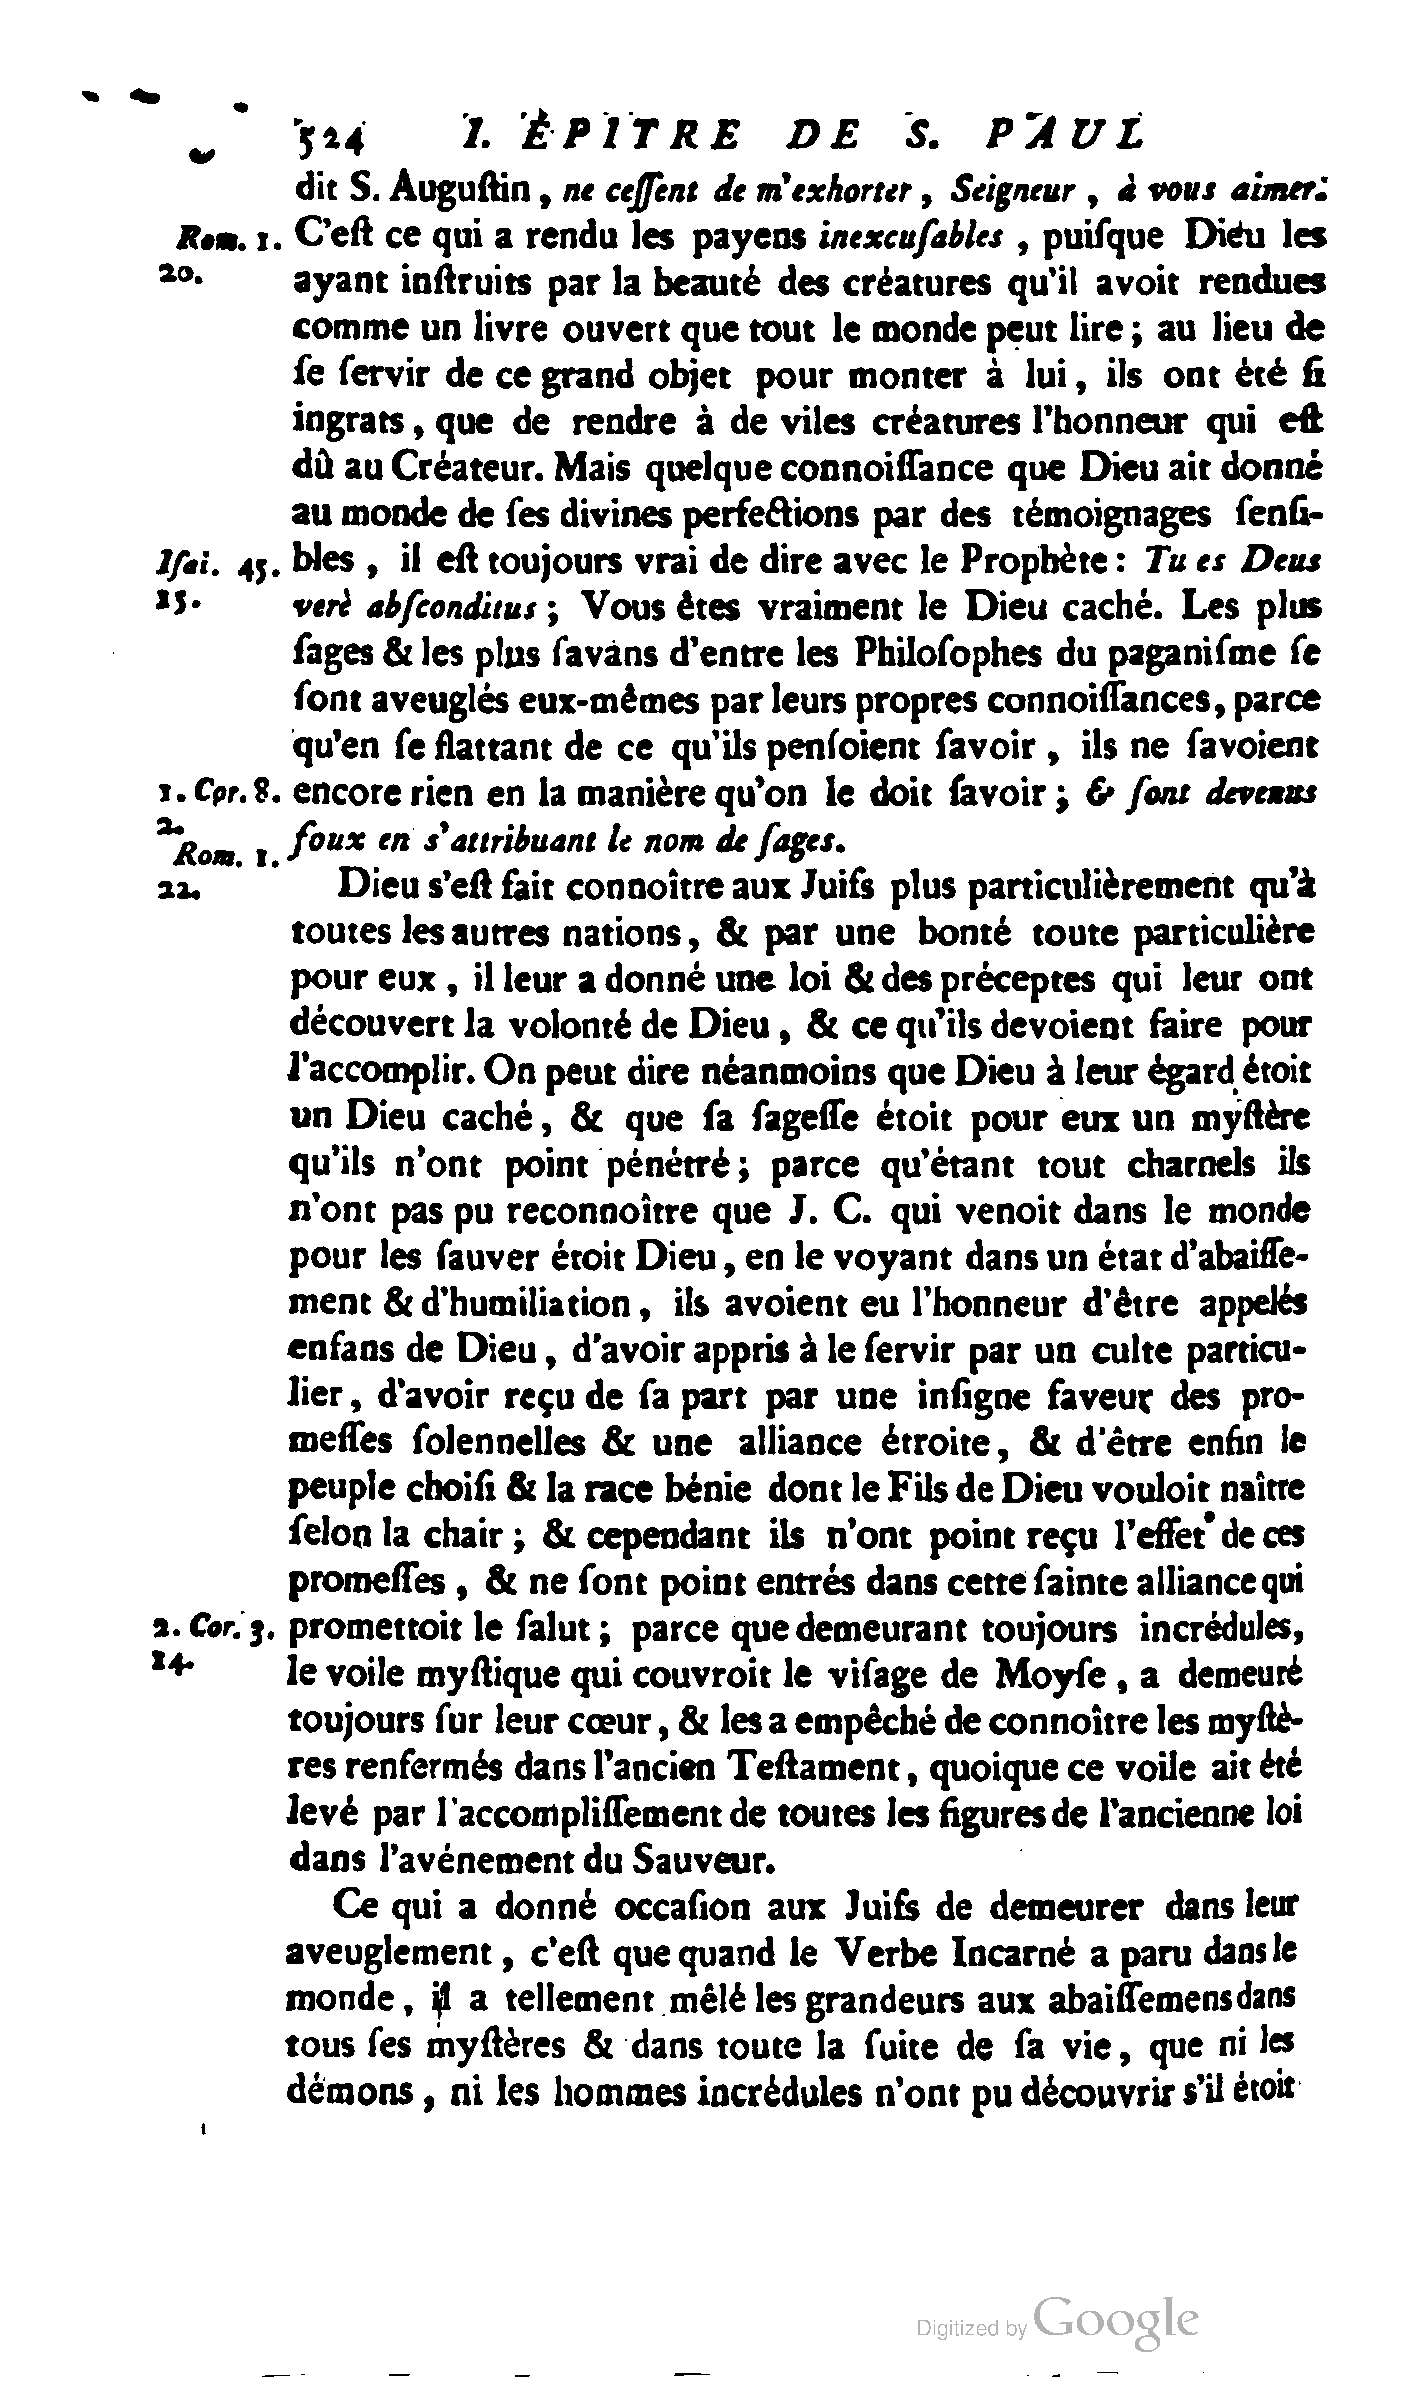 524 I. ÉPITRE DE S. PAUL
dit S. Auguſtin, ne ceſſent de m'exhorter, Seigneur, à vous aimer.
Rom. 1. C'eſt ce qui a rendu les payens inexcuſables, puiſque Dieu les
20. ayant inſtruits par la beauté des créatures qu'il avoit rendues
comme un livre ouvert que tout le monde peut lire; au lieu de
ſe ſervir de ce grand objet pour monter à lui, ils ont été ſi
ingrats, que de rendre à de viles créatures l'honneur qui eſt
dû au Créateur. Mais quelque connoiſſance que Dieu ait donné
au monde de ſes divines perfections par des témoignages ſenſi-
Iſai. 45. bles, il eſt toujours vrai de dire avec le Prophète: Tu es Deus
15. verè abſconditus; Vous êtes vraiment le Dieu caché. Les plus
ſages & les plus ſavans d'entre les Philoſophes du paganiſme ſe
ſont aveuglés eux-mêmes par leurs propres connoiſſances, parce
qu'en ſe flattant de ce qu'ils penſoient ſavoir, ils ne ſavoient
1. Cor. 8. encore rien en la manière qu'on le doit ſavoir; & ſont devenus
2.
Rom. 1. foux en s'attribuant le nom de ſages.
22. Dieu s'eſt fait connoître aux Juifs plus particulièrement qu'à
toutes les autres nations, & par une bonté toute particulière
pour eux, il leur a donné une loi & des préceptes qui leur ont
découvert la volonté de Dieu, & ce qu'ils devoient faire pour
l'accomplir. On peut dire néanmoins que Dieu à leur égard étoit
un Dieu caché, & que ſa ſageſſe étoit pour eux un myſtère
qu'ils n'ont point pénétré; parce qu'étant tout charnels ils
n'ont pas pu reconnoître que J. C. qui venoit dans le monde
pour les ſauver étoit Dieu, en le voyant dans un état d'abaiſſe-
ment & d'humiliation, ils avoient eu l'honneur d'être appelés
enfans de Dieu, d'avoir appris à le ſervir par un culte particu-
lier, d'avoir reçu de ſa part par une inſigne faveur des pro-
meſſes ſolennelles & une alliance étroite, & d'être enfin le
peuple choiſi & la race bénie dont le Fils de Dieu vouloit naître
ſelon la chair; & cependant ils n'ont point reçu l'effet de ces
promeſſes, & ne ſont point entrés dans cette ſainte alliance qui
2. Cor. 3. promettoit le ſalut; parce que demeurant toujours incrédules,
14. le voile myſtique qui couvroit le viſage de Moyſe, a demeuré
toujours ſur leur cœur, & les a empêché de connoître les myſtè-
res renfermés dans l'ancien Teſtament, quoique ce voile ait été
levé par l'accompliſſement de toutes les figures de l'ancienne loi
dans l'avénement du Sauveur.
Ce qui a donné occaſion aux Juifs de demeurer dans leur
aveuglement, c'eſt que quand le Verbe Incarné a paru dans le
monde, il a tellement mêlé les grandeurs aux abaiſſemens dans
tous ſes myſtères & dans toute la ſuite de ſa vie, que ni les
démons, ni les hommes incrédules n'ont pu découvrir s'il étoit
Digitized by Google